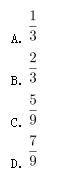 A. 1/3
B. 2/3
C. 5/9
D. 7/9